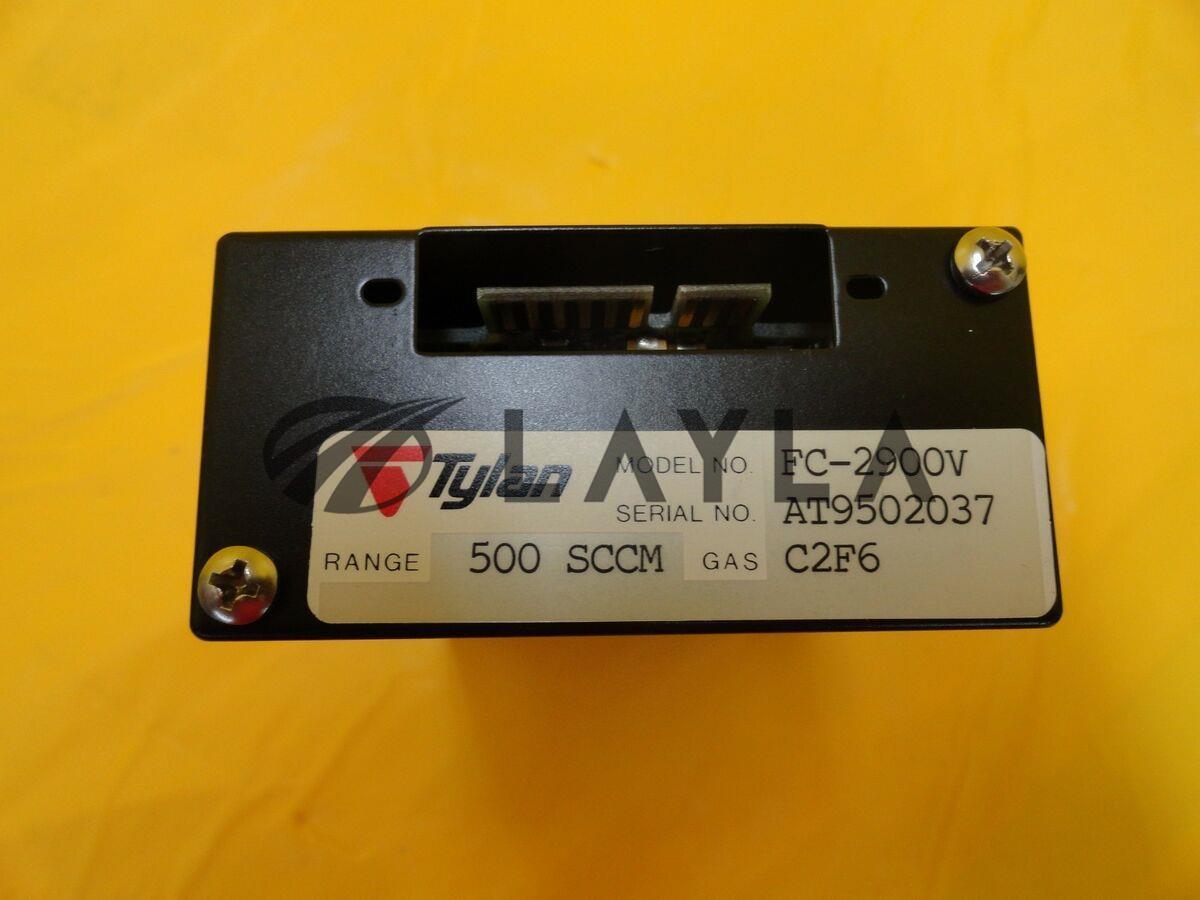 LAYLA
Tylan MODEL NO. FC-2900V
SERIAL NO. AT9502037
RANGE 500 SCCM GAS C2F6